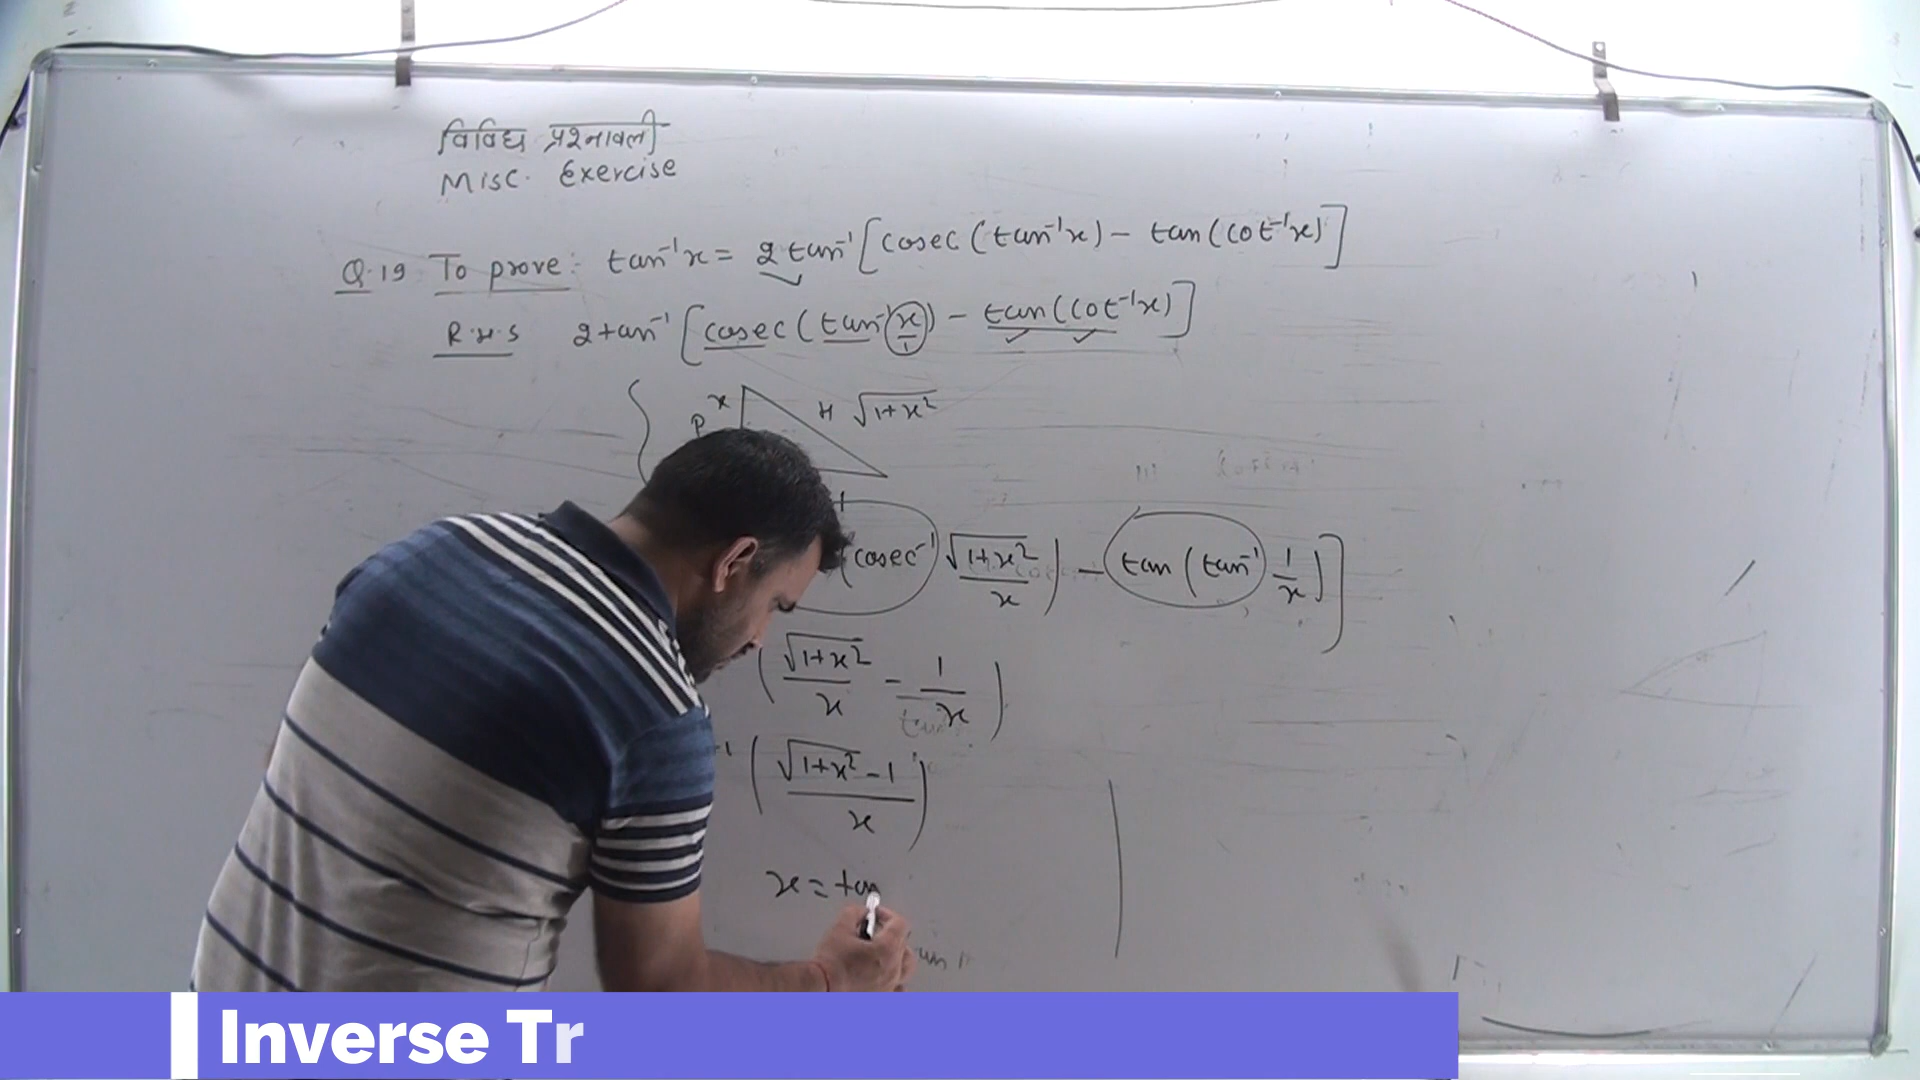 विविध प्रश्नावली
Misc. Exercise
Q.19 To prove:- tan⁻¹x = 2 tan⁻¹[cosec(tan⁻¹x) - tan(cot⁻¹x)]
R.H.S 2tan⁻¹[cosec(tan⁻¹ x/1) - tan(cot⁻¹x)]
P x H √1+x²
(cosec⁻¹ √1+x²/x) - tan(tan⁻¹ 1/x)]
(√1+x²/x - 1/x)
-1 (√1+x² - 1/x)
x = tan
Inverse Tr